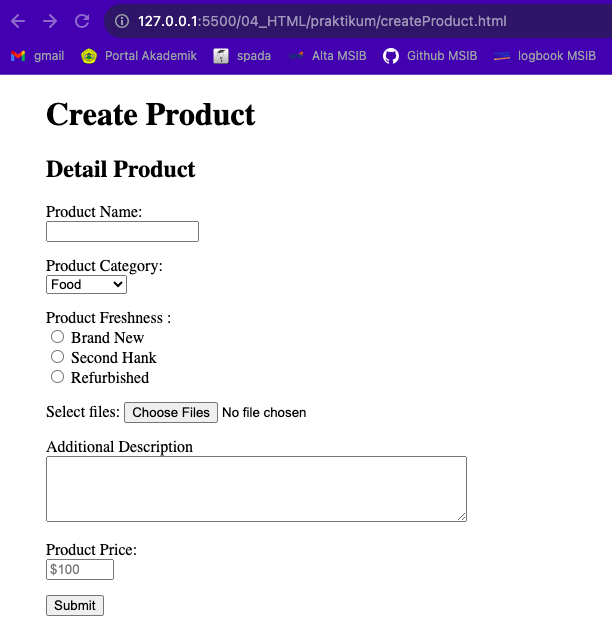 127.0.0.1:5500/04_HTML/praktikum/createProduct.html
gmail Portal Akademik spada Alta MSIB Github MSIB logbook MSIB
Create Product
Detail Product
Product Name:
Product Category:
Food
Product Freshness :
Brand New
Second Hank
Refurbished
Select files: Choose Files No file chosen
Additional Description
Product Price:
$100
Submit